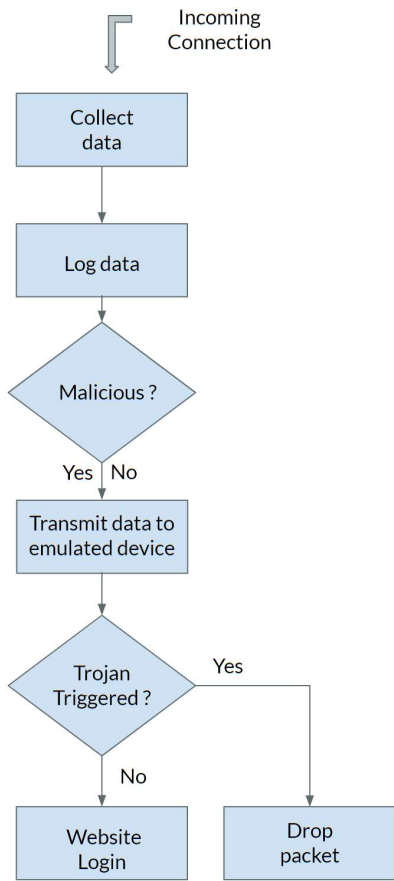 Incoming
Connection
Collect
data
Log data
Malicious ?
Yes No
Transmit data to
emulated device
Trojan
Triggered ?
Yes
No
Website
Login
Drop
packet